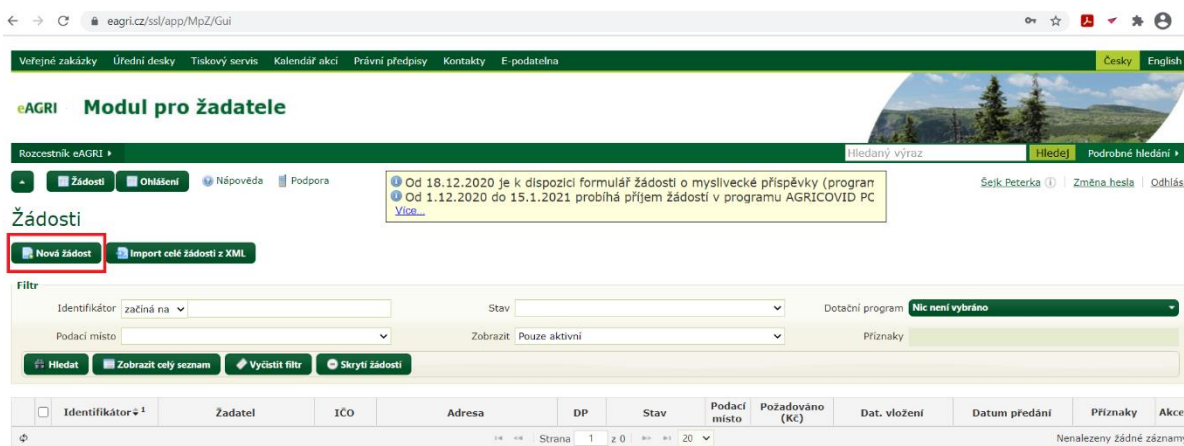 eagri.cz/ssl/app/MpZ/Gui
Veřejné zakázky Úřední desky Tiskový servis Kalendář akcí Právní předpisy Kontakty E-podatelna Česky English
eAGRI Modul pro žadatele
Rozcestník eAGRI Hledaný výraz Hledej Podrobné hledání
Žádosti Ohlášení Nápověda Podpora Šejk Peterka Změna hesla Odhlás
Od 18.12.2020 je k dispozici formulář žádosti o myslivecké příspěvky (program
Od 1.12.2020 do 15.1.2021 probíhá příjem žádostí v programu AGRICOVID PC
Více...
Žádosti
Nová žádost Import celé žádosti z XML
Filtr
Identifikátor začíná na Stav Dotační program Nic není vybráno
Podací místo Zobrazit Pouze aktivní Příznaky
Hledat Zobrazit celý seznam Vyčistit filtr Skrytí žádostí
Identifikátor 1 Žadatel IČO Adresa DP Stav Podací místo Požadováno (Kč) Dat. vložení Datum předání Příznaky Akce
Strana 1 z 0 20 Nenalezeny žádné záznam